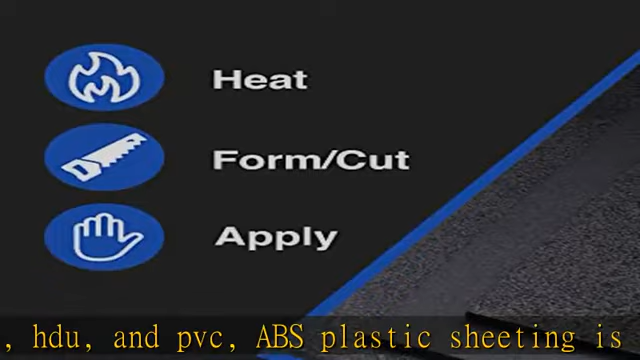 Heat
Form/Cut
Apply
, hdu, and pvc, ABS plastic sheeting is